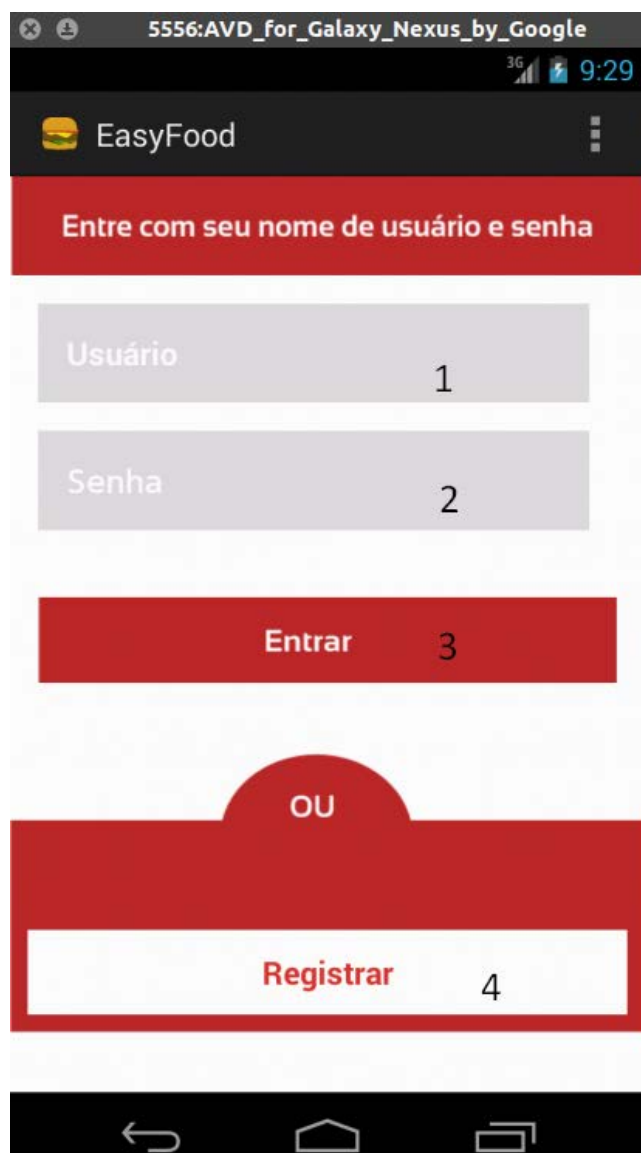 5556:AVD_for_Galaxy_Nexus_by_Google
3G 9:29
EasyFood
Entre com seu nome de usuário e senha
Usuário 1
Senha 2
Entrar 3
OU
Registrar 4